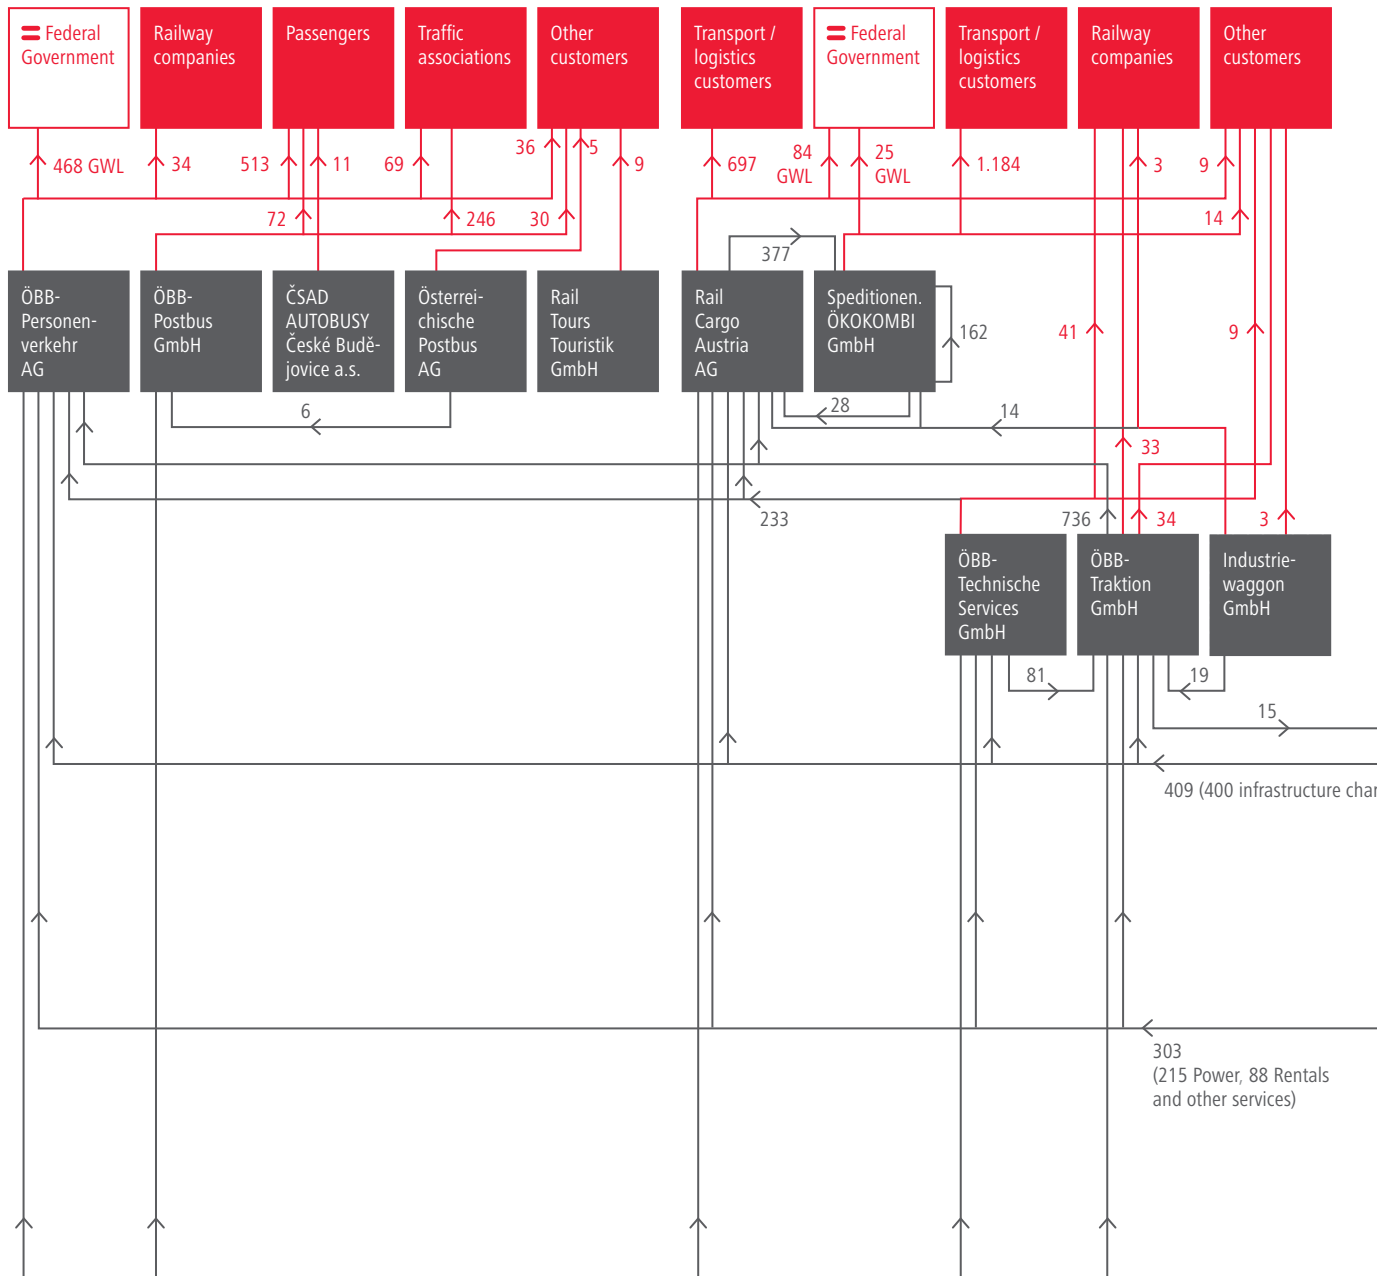 Federal
Government
Railway
companies
Passengers
Traffic
associations
Other
customers
Transport /
logistics
customers
Federal
Government
Transport /
logistics
customers
Railway
companies
Other
customers
468 GWL
34
513
11
69
36
5
9
697
84
GWL
25
GWL
1.184
3
9
72
246
30
14
377
ÖBB-
Personen-
verkehr
AG
ÖBB-
Postbus
GmbH
ČSAD
AUTOBUSY
České Budě-
jovice a.s.
Österrei-
chische
Postbus
AG
Rail
Tours
Touristik
GmbH
Rail
Cargo
Austria
AG
Speditionen.
ÖKOKOMBI
GmbH
162
41
9
6
28
14
33
233
736
34
3
ÖBB-
Technische
Services
GmbH
ÖBB-
Traktion
GmbH
Industrie-
waggon
GmbH
81
19
15
409 (400 infrastructure char
303
(215 Power, 88 Rentals
and other services)